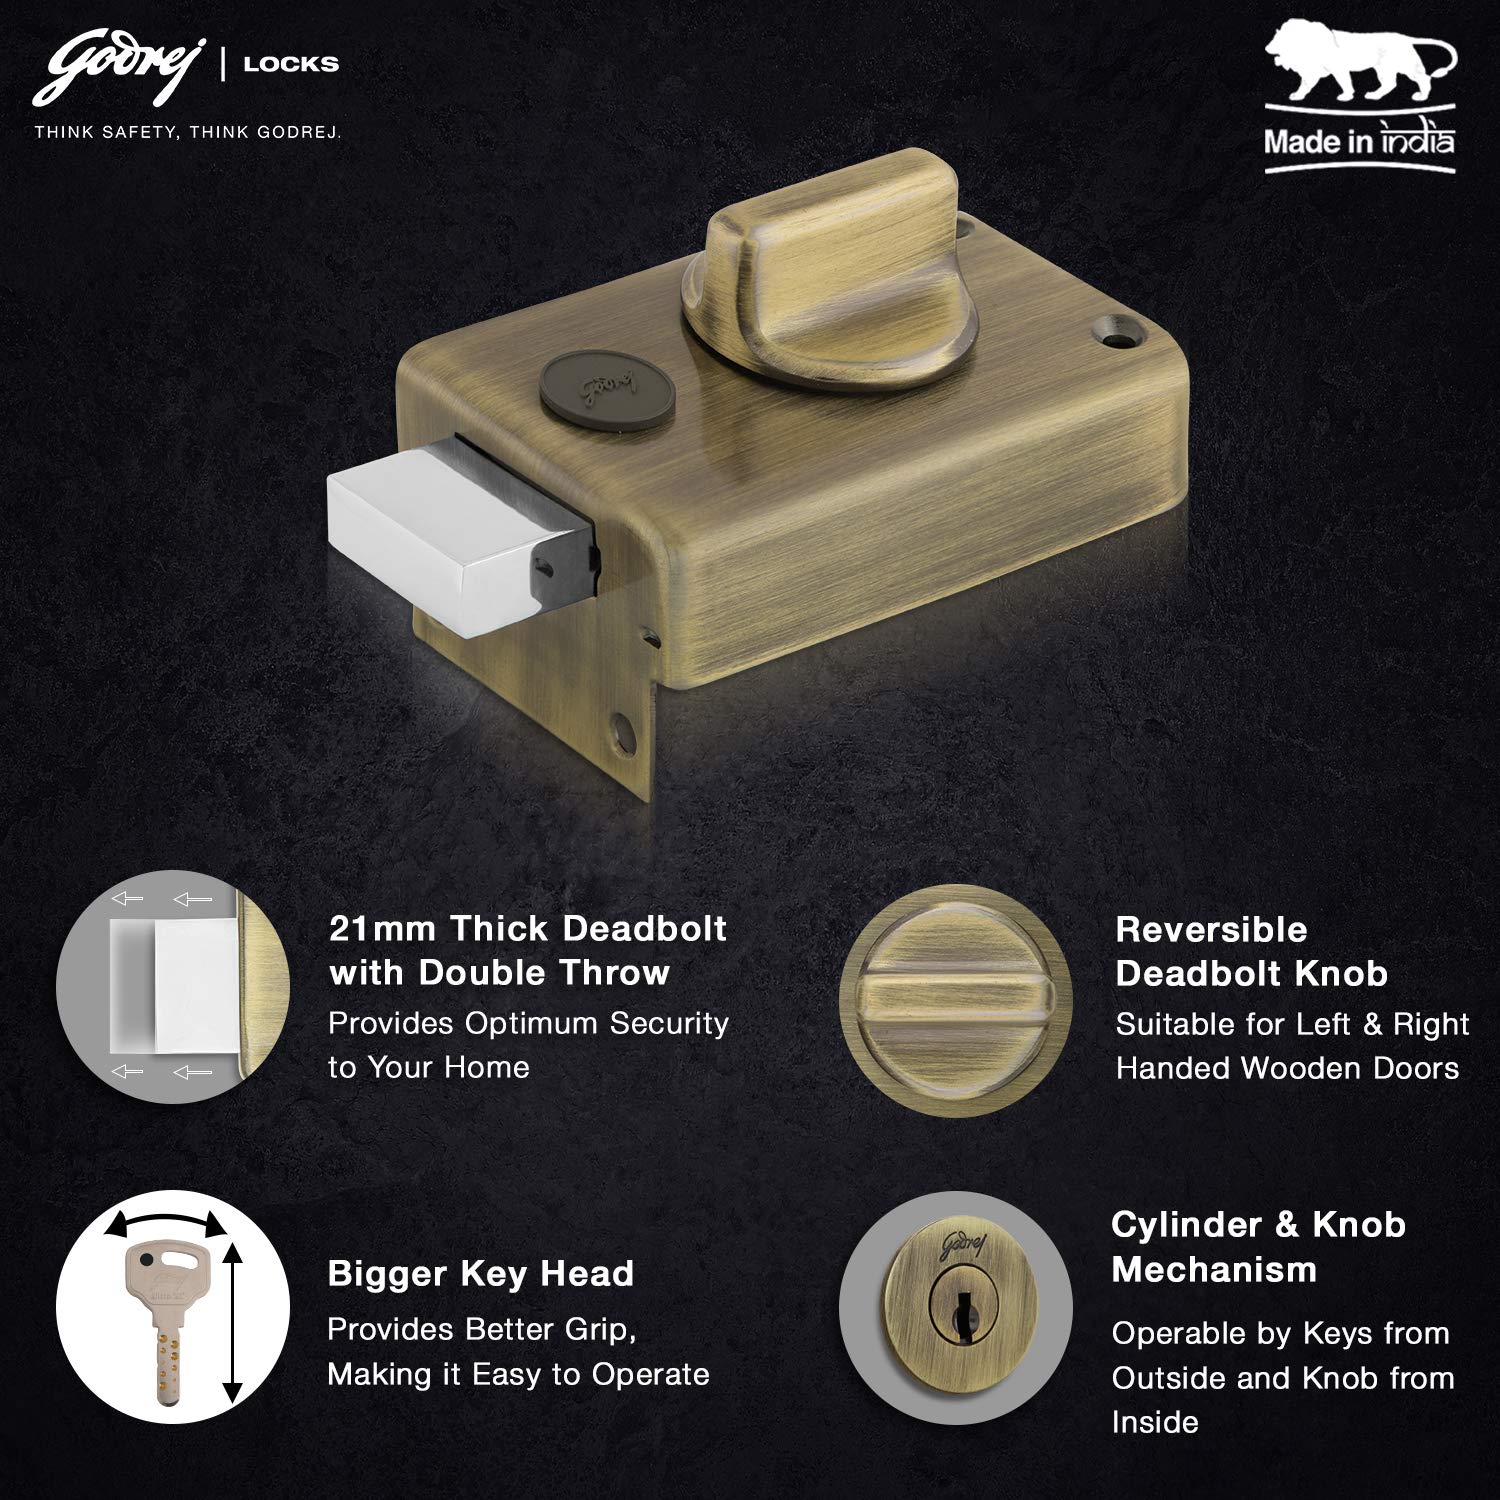 Godrej | LOCKS
THINK SAFETY, THINK GODREJ.
Made in India
Godrej
21mm Thick Deadbolt
with Double Throw
Provides Optimum Security
to Your Home
Reversible
Deadbolt Knob
Suitable for Left & Right
Handed Wooden Doors
Bigger Key Head
Provides Better Grip,
Making it Easy to Operate
Godrej
Cylinder & Knob
Mechanism
Operable by Keys from
Outside and Knob from
Inside